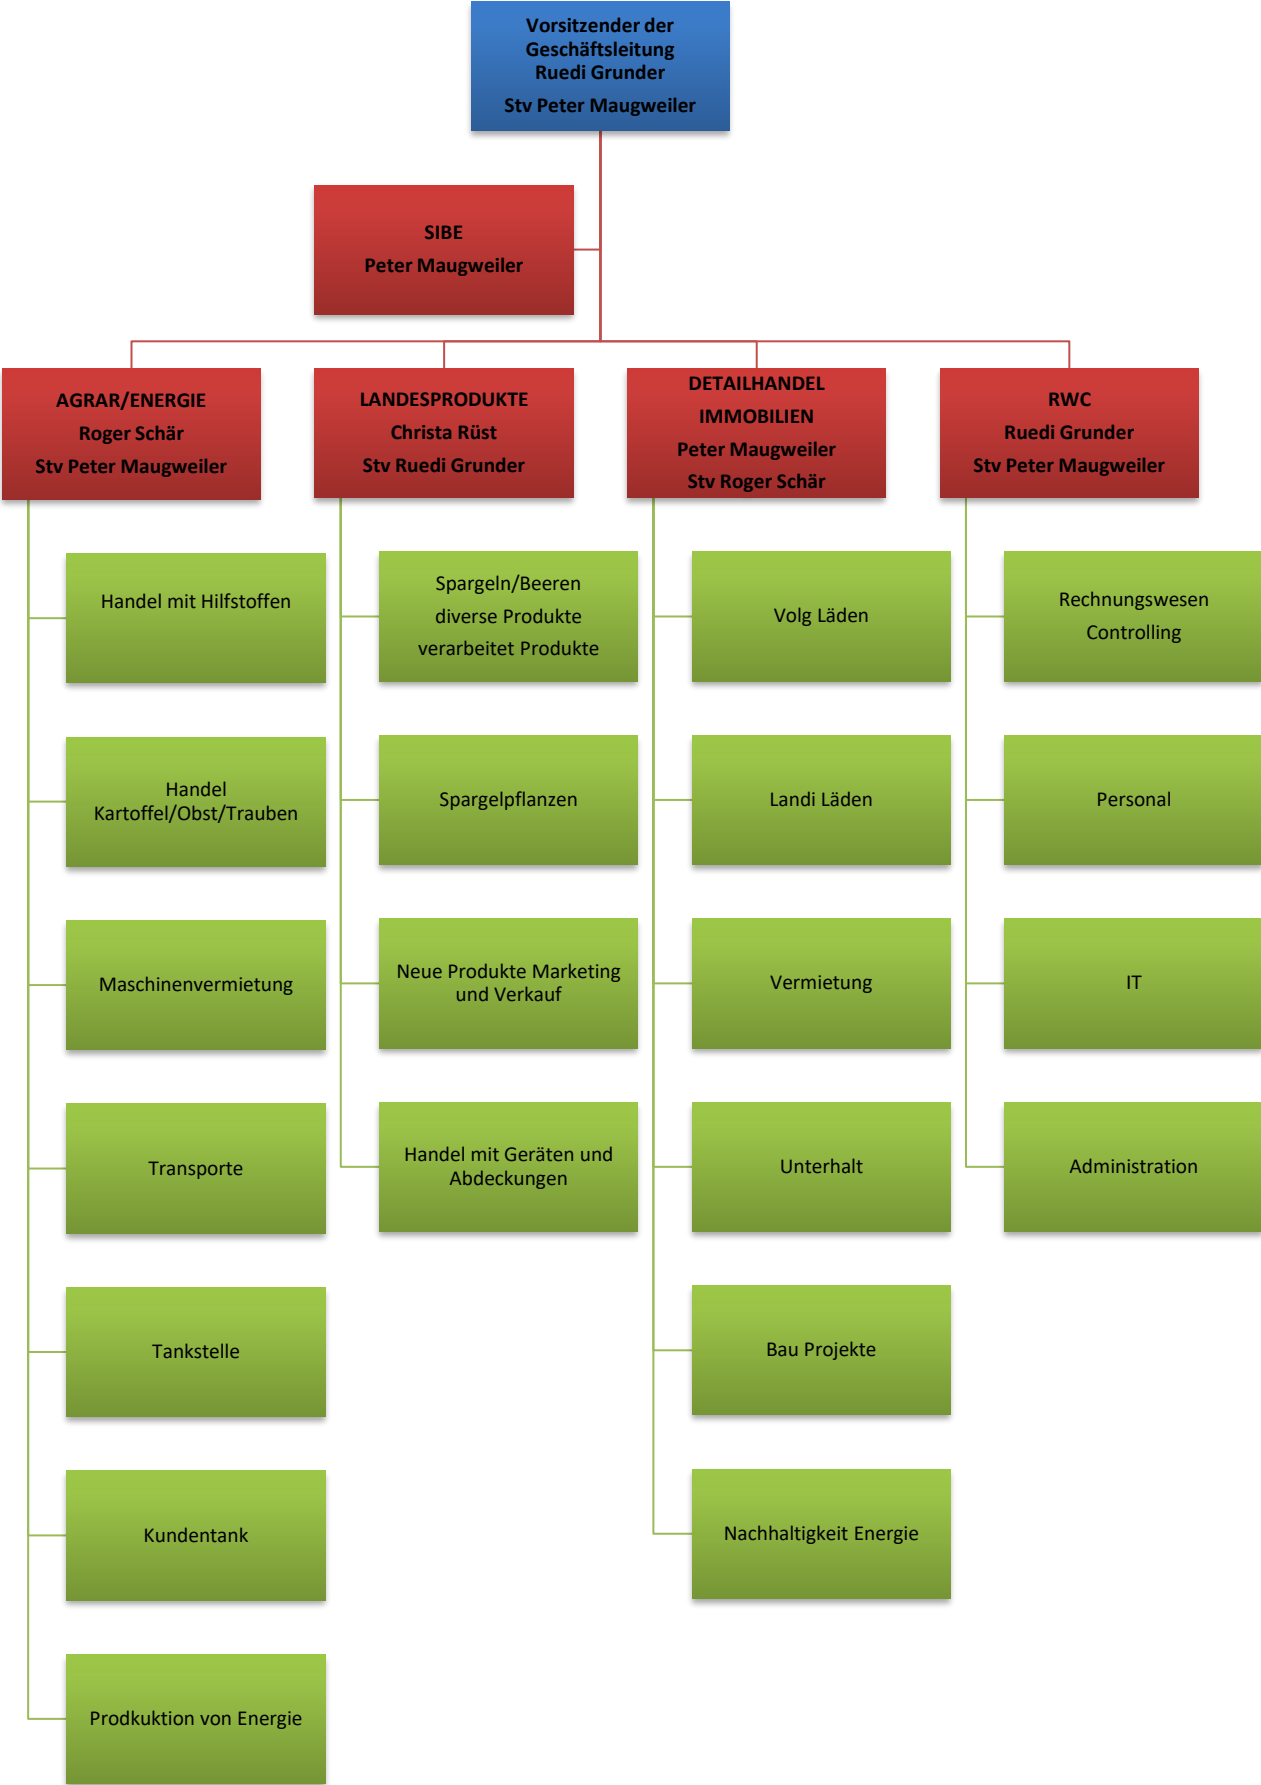 Vorsitzender der
Geschäftsleitung
Ruedi Grunder
Stv Peter Maugweiler
SIBE
Peter Maugweiler
AGRAR/ENERGIE
Roger Schär
Stv Peter Maugweiler
LANDESPRODUKTE
Christa Rüst
Stv Ruedi Grunder
DETAILHANDEL
IMMOBILIEN
Peter Maugweiler
Stv Roger Schär
RWC
Ruedi Grunder
Stv Peter Maugweiler
Handel mit Hilfstoffen
Handel
Kartoffel/Obst/Trauben
Maschinenvermietung
Transporte
Tankstelle
Kundentank
Prodkuktion von Energie
Spargeln/Beeren
diverse Produkte
verarbeitet Produkte
Spargelpflanzen
Neue Produkte Marketing
und Verkauf
Handel mit Geräten und
Abdeckungen
Volg Läden
Landi Läden
Vermietung
Unterhalt
Bau Projekte
Nachhaltigkeit Energie
Rechnungswesen
Controlling
Personal
IT
Administration